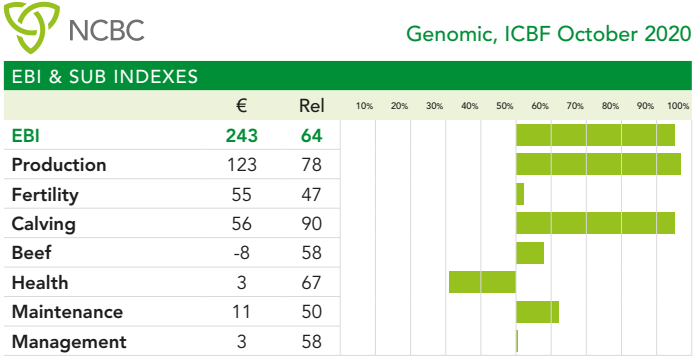 NCBC
Genomic, ICBF October 2020
EBI & SUB INDEXES
€ Rel 10% 20% 30% 40% 50% 60% 70% 80% 90% 100%
EBI 243 64
Production 123 78
Fertility 55 47
Calving 56 90
Beef -8 58
Health 3 67
Maintenance 11 50
Management 3 58